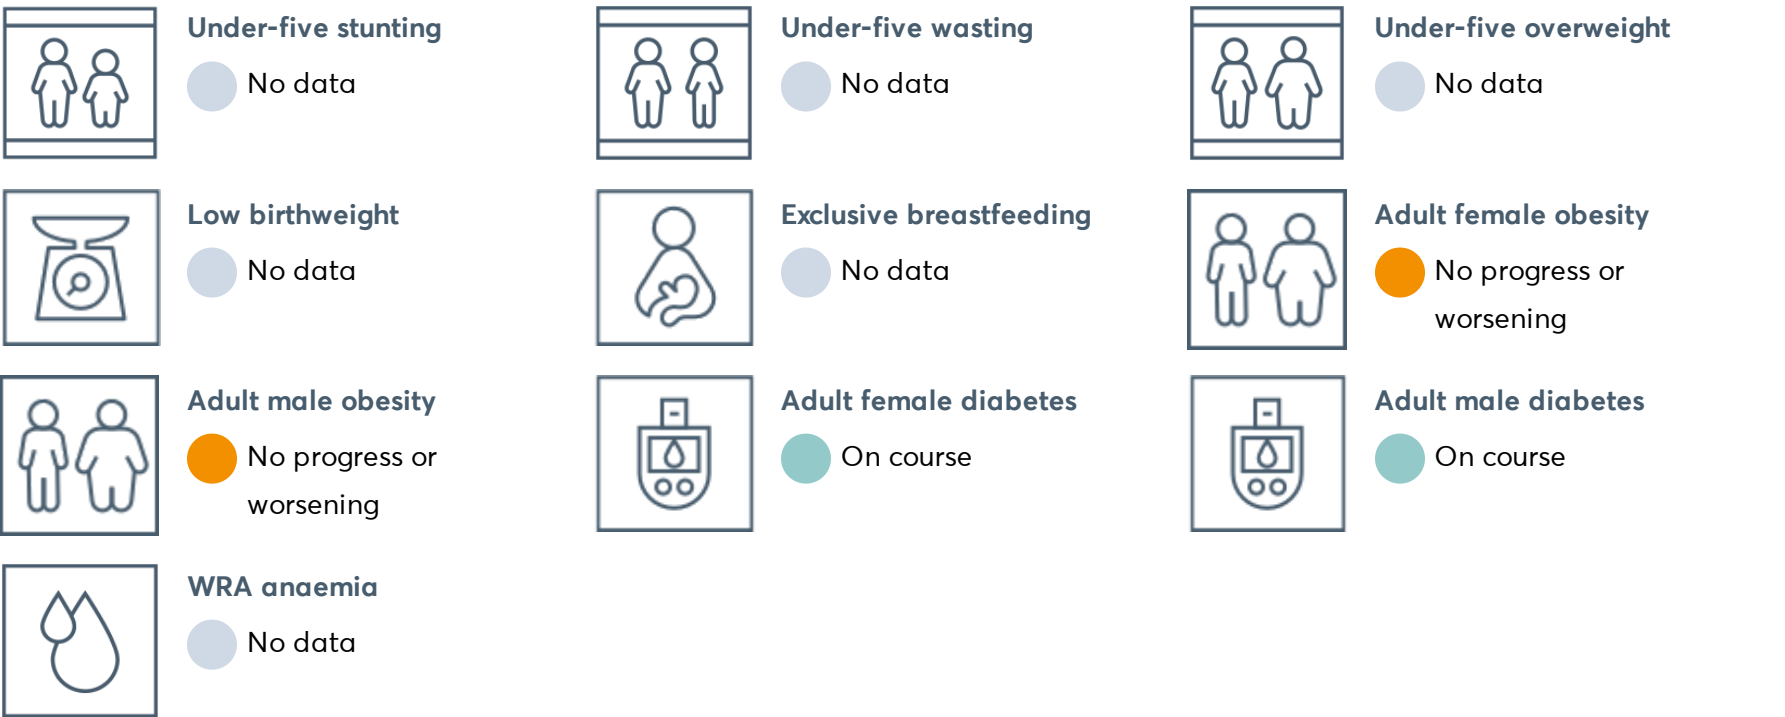 Under-five stunting
No data
Under-five wasting
No data
Under-five overweight
No data
Low birthweight
No data
Exclusive breastfeeding
No data
Adult female obesity
No progress or
worsening
Adult male obesity
No progress or
worsening
Adult female diabetes
On course
Adult male diabetes
On course
WRA anaemia
No data